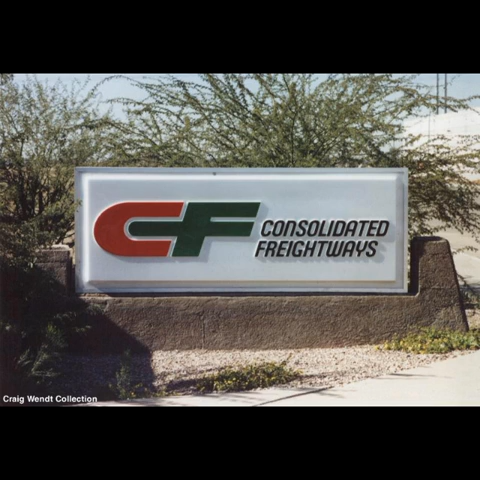 CF
CONSOLIDATED
FREIGHTWAYS
Craig Wendt Collection